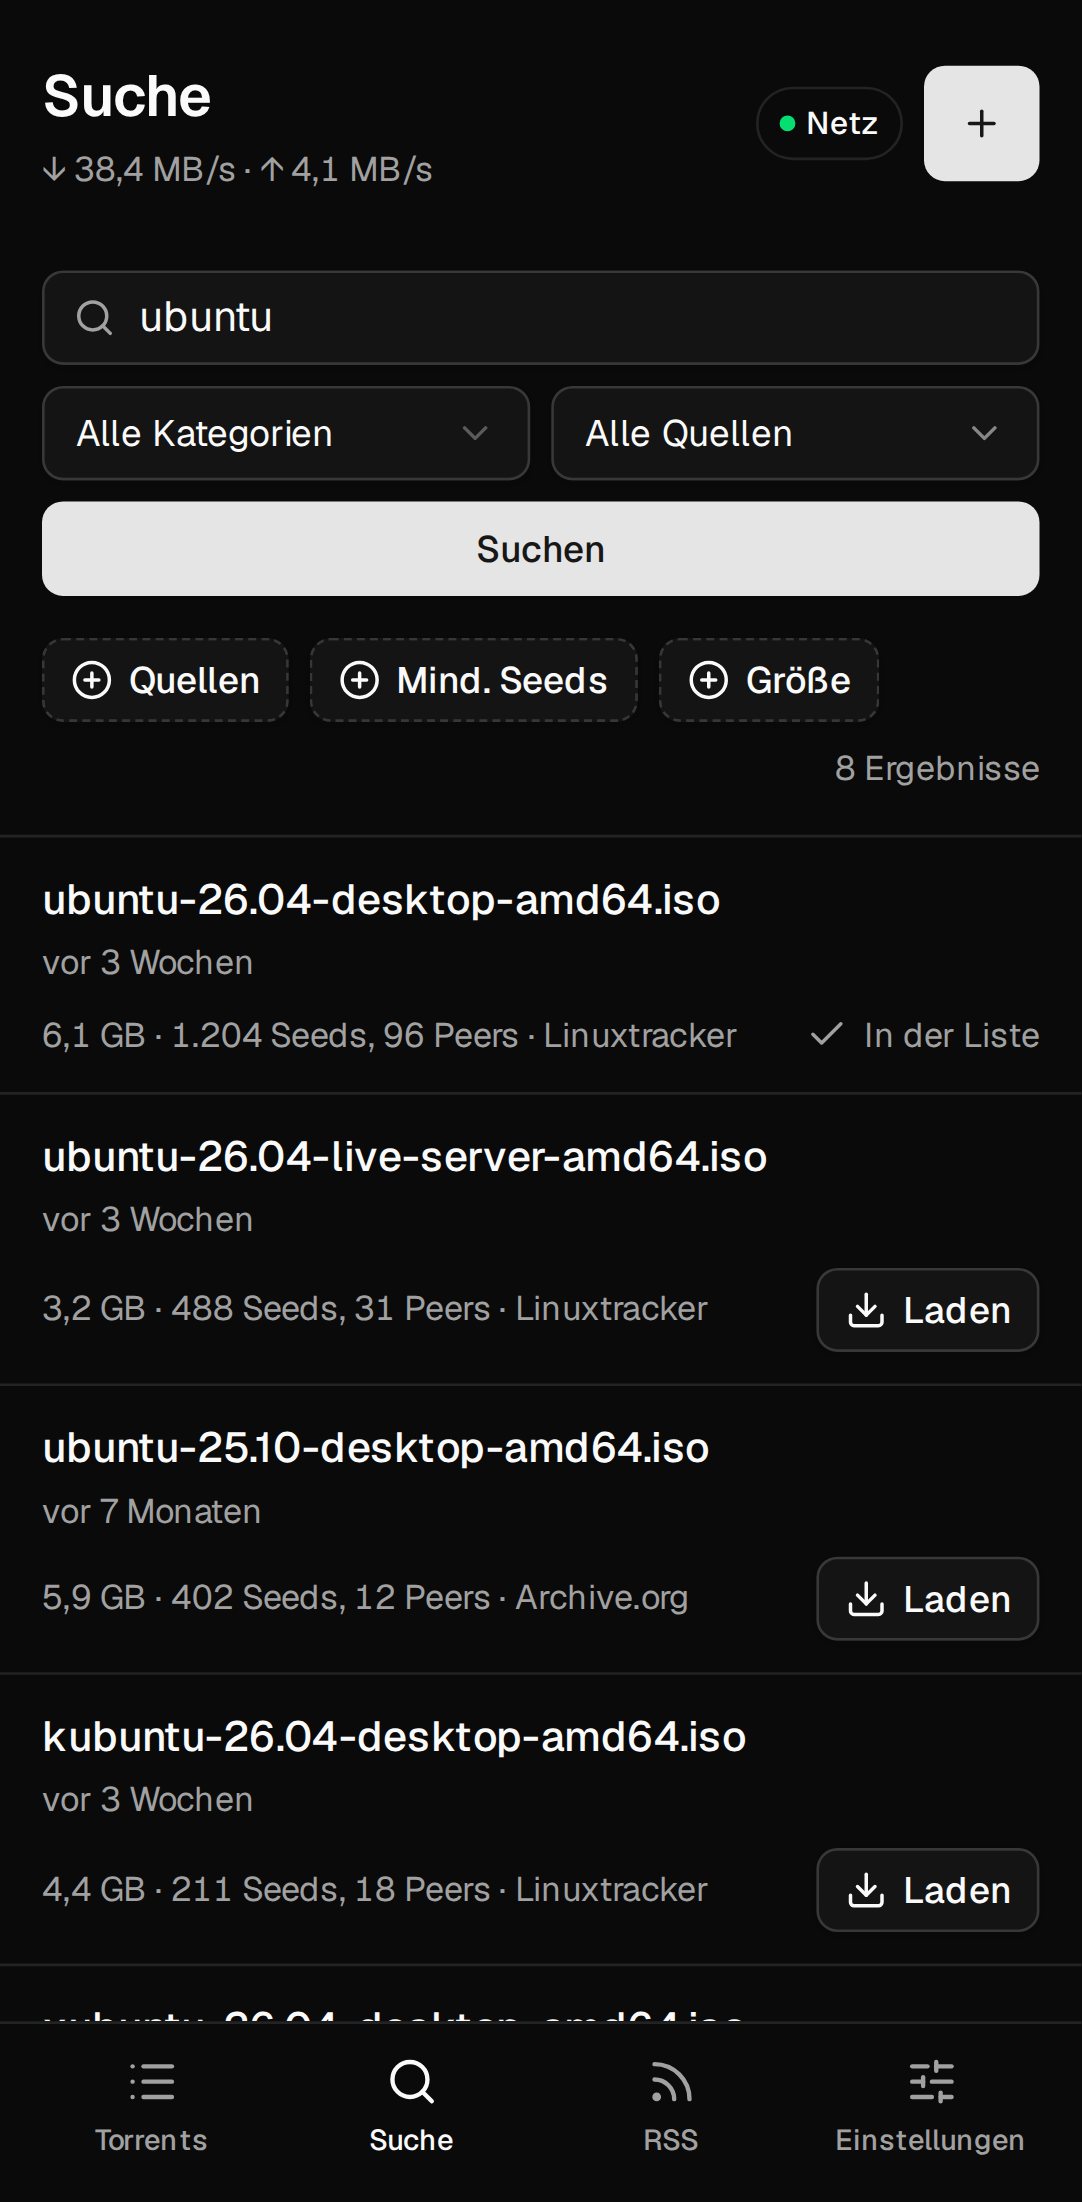 Suche
↓ 38,4 MB/s · ↑ 4,1 MB/s
Netz
ubuntu
Alle Kategorien
Alle Quellen
Suchen
Quellen
Mind. Seeds
Größe
8 Ergebnisse
ubuntu-26.04-desktop-amd64.iso
vor 3 Wochen
6,1 GB · 1.204 Seeds, 96 Peers · Linuxtracker
In der Liste
ubuntu-26.04-live-server-amd64.iso
vor 3 Wochen
3,2 GB · 488 Seeds, 31 Peers · Linuxtracker
Laden
ubuntu-25.10-desktop-amd64.iso
vor 7 Monaten
5,9 GB · 402 Seeds, 12 Peers · Archive.org
Laden
kubuntu-26.04-desktop-amd64.iso
vor 3 Wochen
4,4 GB · 211 Seeds, 18 Peers · Linuxtracker
Laden
Torrents
Suche
RSS
Einstellungen